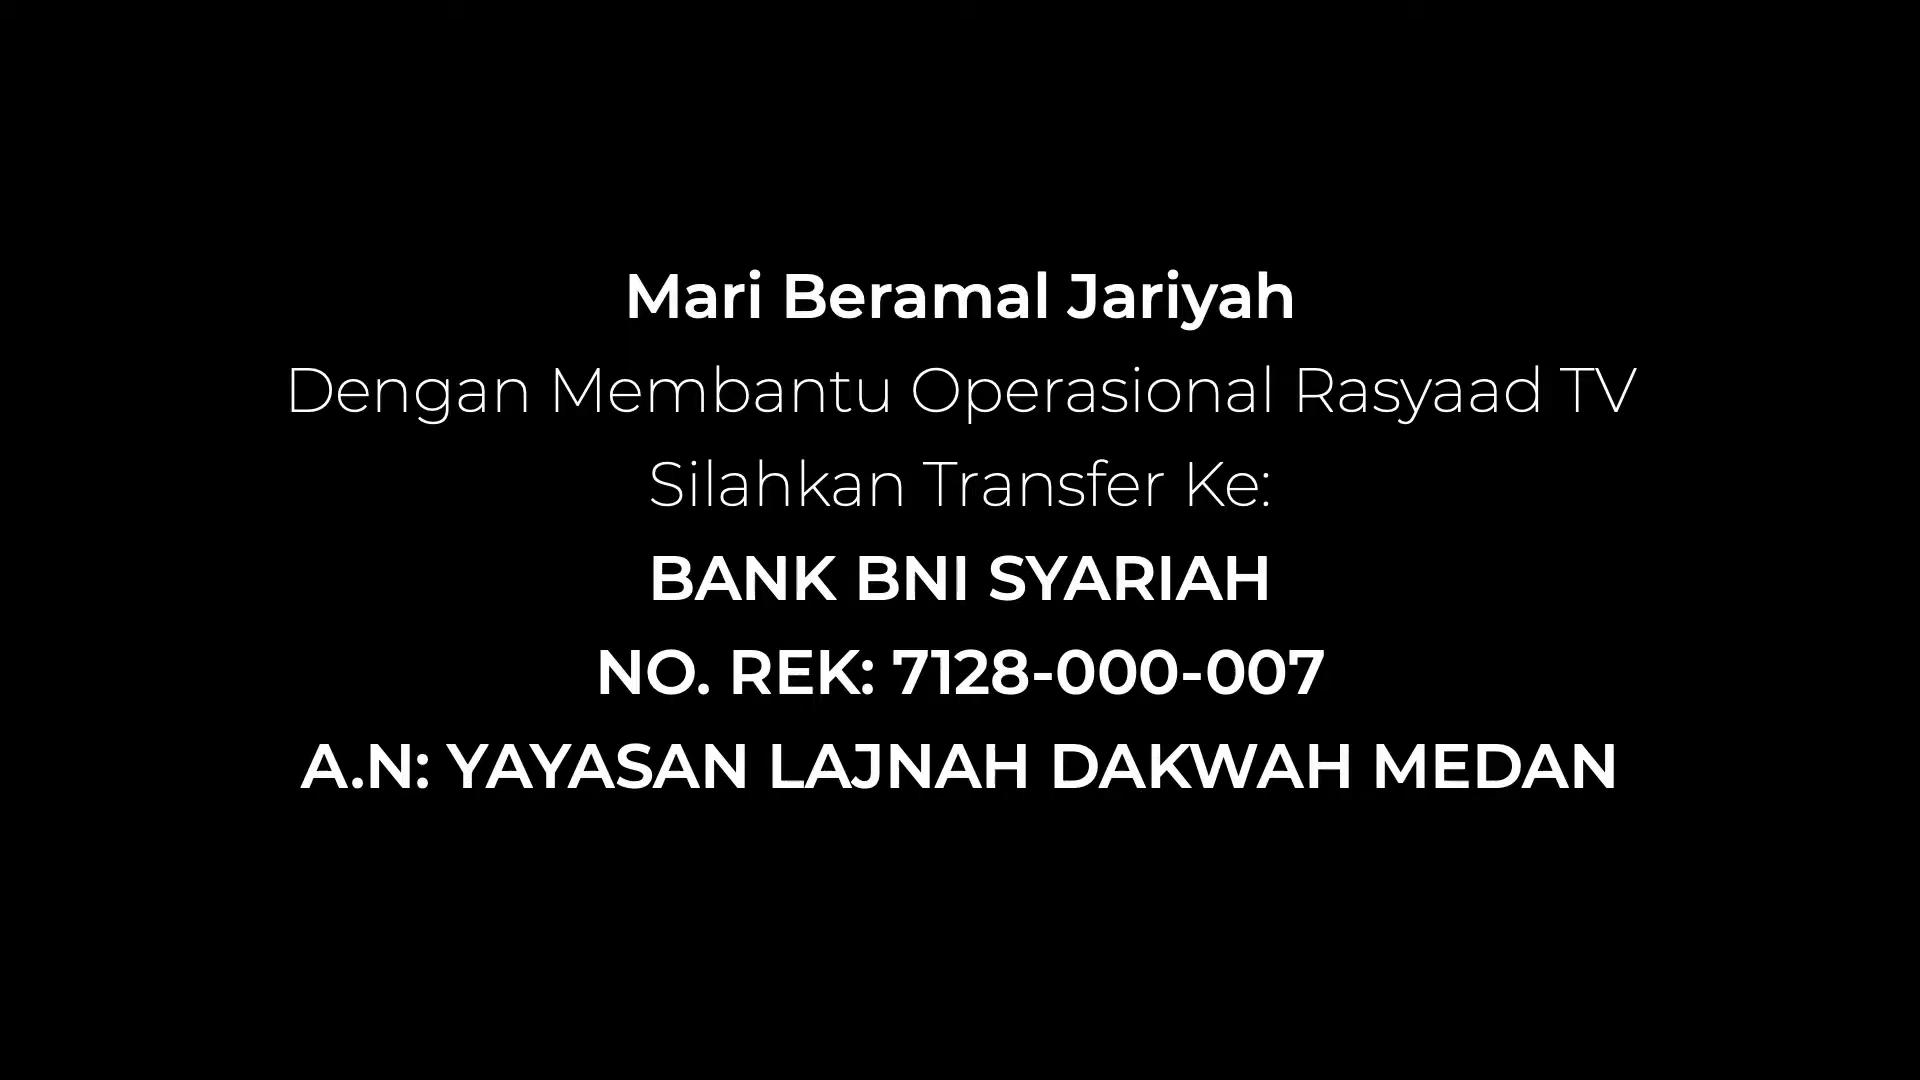 Mari Beramal Jariyah
Dengan Membantu Operasional Rasyaad TV
Silahkan Transfer Ke:
BANK BNI SYARIAH
NO. REK: 7128-000-007
A.N: YAYASAN LAJNAH DAKWAH MEDAN